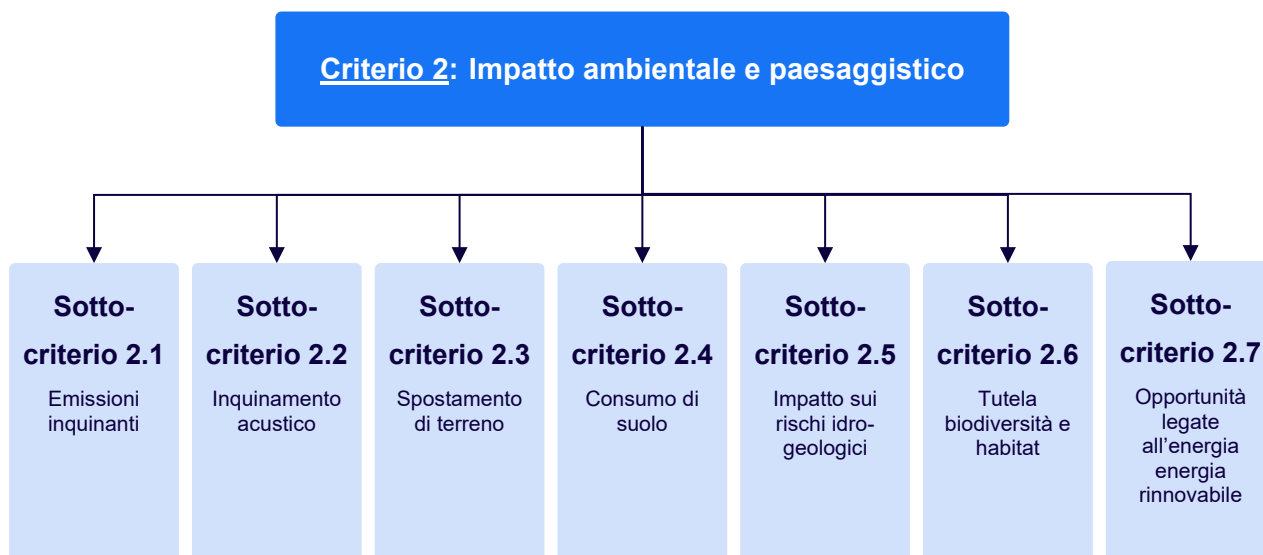 Criterio 2: Impatto ambientale e paesaggistico
Sotto-
criterio 2.1
Emissioni
inquinanti
Sotto-
criterio 2.2
Inquinamento
acustico
Sotto-
criterio 2.3
Spostamento
di terreno
Sotto-
criterio 2.4
Consumo di
suolo
Sotto-
criterio 2.5
Impatto sui
rischi idro-
geologici
Sotto-
criterio 2.6
Tutela
biodiversità e
habitat
Sotto-
criterio 2.7
Opportunità
legate
all’energia
energia
rinnovabile